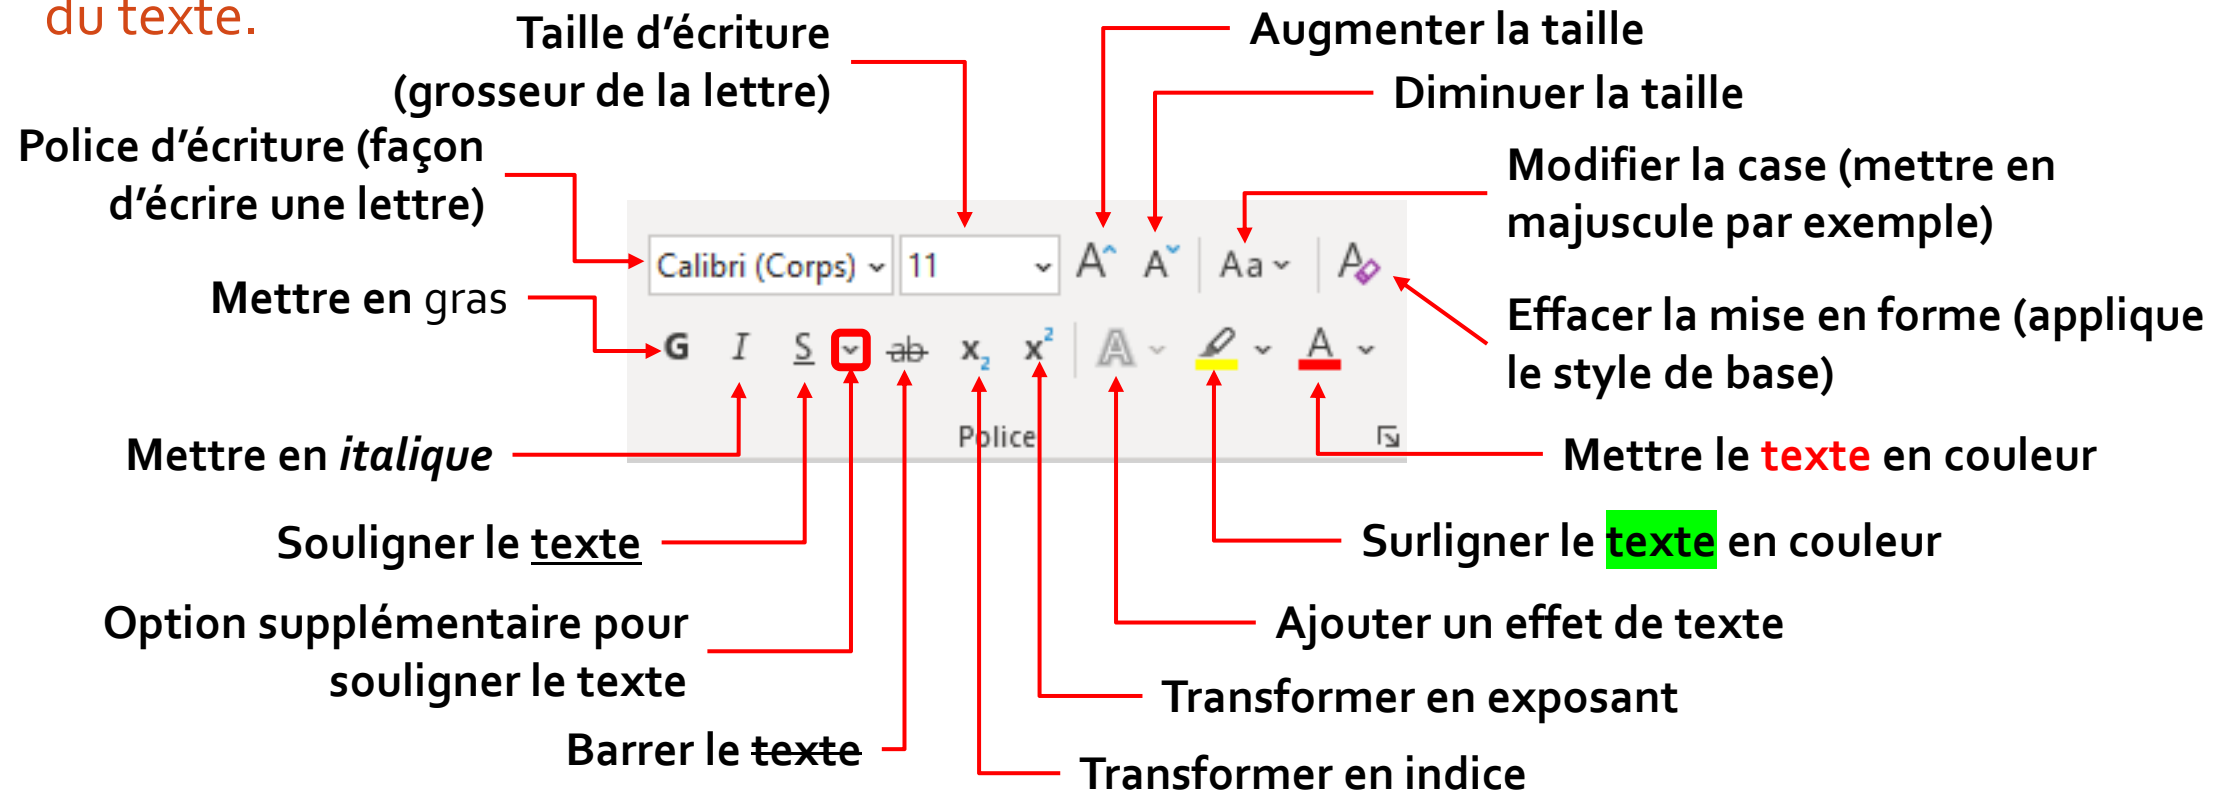 du texte.
Taille d’écriture
(grosseur de la lettre)
Augmenter la taille
Diminuer la taille
Police d’écriture (façon
d’écrire une lettre)
Modifier la case (mettre en
majuscule par exemple)
Calibri (Corps) 11 A A Aa A
Mettre en gras
Effacer la mise en forme (applique
le style de base)
G I S ab x2 x2 A A
Police
Mettre en italique
Mettre le texte en couleur
Souligner le texte
Surligner le texte en couleur
Option supplémentaire pour
souligner le texte
Ajouter un effet de texte
Transformer en exposant
Barrer le texte
Transformer en indice